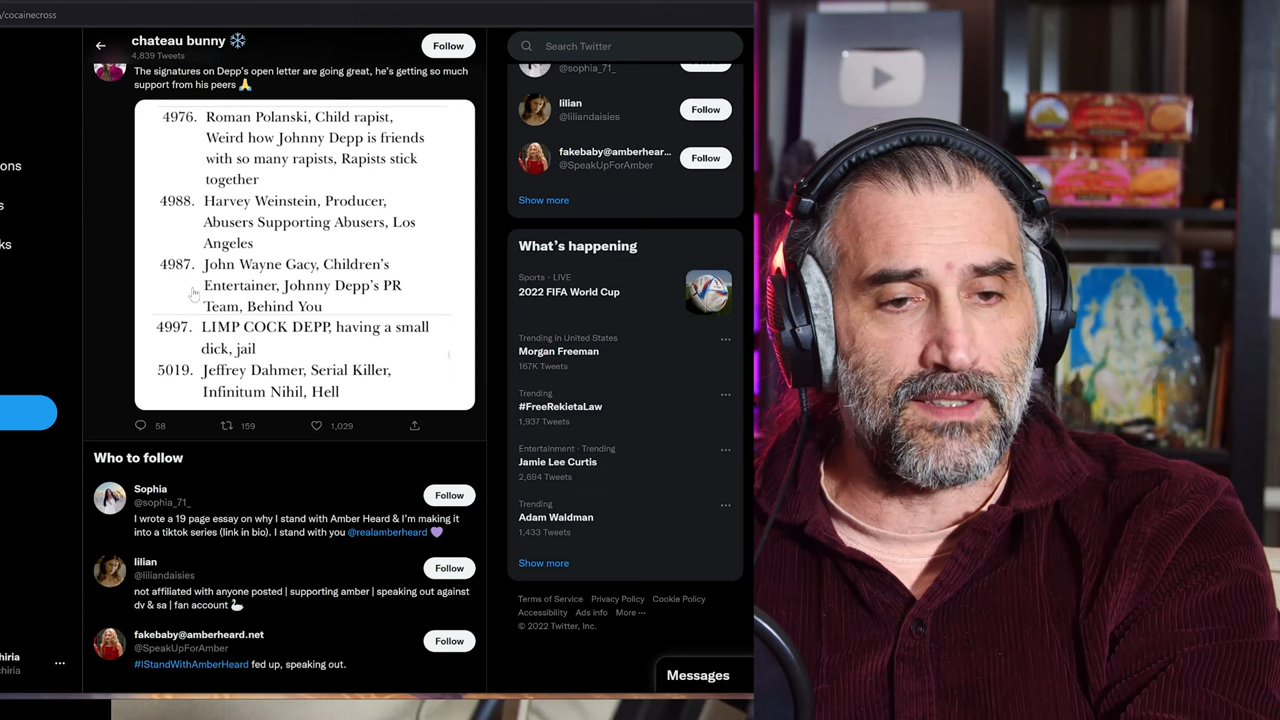 /cocainecross
chateau bunny
4,839 Tweets
Follow
The signatures on Depp's open letter are going great, he's getting so much
support from his peers
4976. Roman Polanski, Child rapist,
Weird how Johnny Depp is friends
with so many rapists, Rapists stick
together
4988. Harvey Weinstein, Producer,
Abusers Supporting Abusers, Los
Angeles
4987. John Wayne Gacy, Children's
Entertainer, Johnny Depp's PR
Team, Behind You
4997. LIMP COCK DEPP, having a small
dick, jail
5019. Jeffrey Dahmer, Serial Killer,
Infinitum Nihil, Hell
58 159 1,029
Who to follow
Sophia
@sophia_71_
Follow
I wrote a 19 page essay on why I stand with Amber Heard & I'm making it
into a tiktok series (link in bio). I stand with you @realamberheard
lilian
@liliandaisies
Follow
not affiliated with anyone posted | supporting amber | speaking out against
dv & sa | fan account
fakebaby@amberheard.net
@SpeakUpForAmber
Follow
#IStandWithAmberHeard fed up, speaking out.
ions
s
ks
iria
hiria
Search Twitter
@sophia_71_
lilian
@liliandaisies
Follow
fakebaby@amberhear...
@SpeakUpForAmber
Follow
Show more
What's happening
Sports · LIVE
2022 FIFA World Cup
Trending in United States
Morgan Freeman
167K Tweets
Trending
#FreeRekietaLaw
1,937 Tweets
Entertainment · Trending
Jamie Lee Curtis
2,694 Tweets
Trending
Adam Waldman
1,433 Tweets
Show more
Terms of Service Privacy Policy Cookie Policy
Accessibility Ads info More ···
© 2022 Twitter, Inc.
Messages